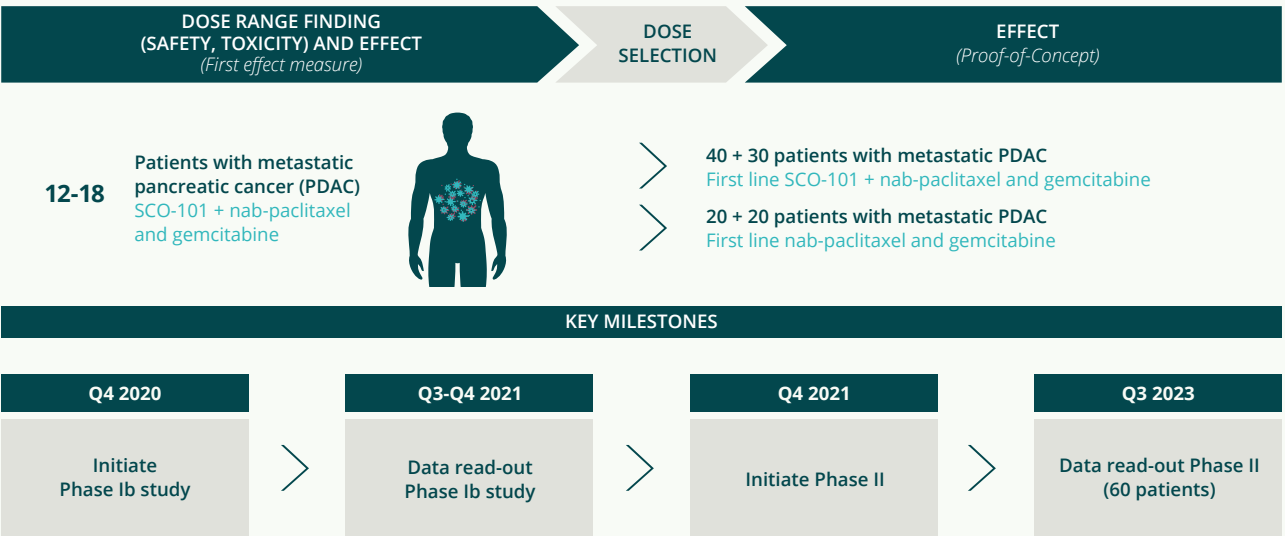 DOSE RANGE FINDING
(SAFETY, TOXICITY) AND EFFECT
(First effect measure)
DOSE
SELECTION
EFFECT
(Proof-of-Concept)
12-18
Patients with metastatic
pancreatic cancer (PDAC)
SCO-101 + nab-paclitaxel
and gemcitabine
40 + 30 patients with metastatic PDAC
First line SCO-101 + nab-paclitaxel and gemcitabine
20 + 20 patients with metastatic PDAC
First line nab-paclitaxel and gemcitabine
KEY MILESTONES
Q4 2020
Initiate
Phase Ib study
Q3-Q4 2021
Data read-out
Phase Ib study
Q4 2021
Initiate Phase II
Q3 2023
Data read-out Phase II
(60 patients)